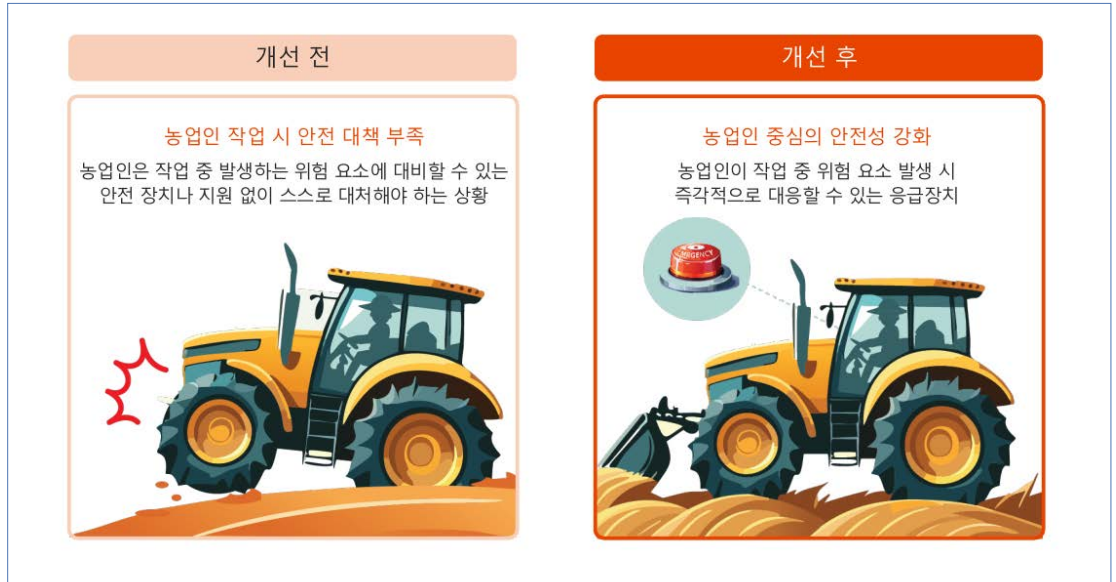 개선 전
농업인 작업 시 안전 대책 부족
농업인은 작업 중 발생하는 위험 요소에 대비할 수 있는
안전 장치나 지원 없이 스스로 대처해야 하는 상황
개선 후
농업인 중심의 안전성 강화
농업인이 작업 중 위험 요소 발생 시
즉각적으로 대응할 수 있는 응급장치